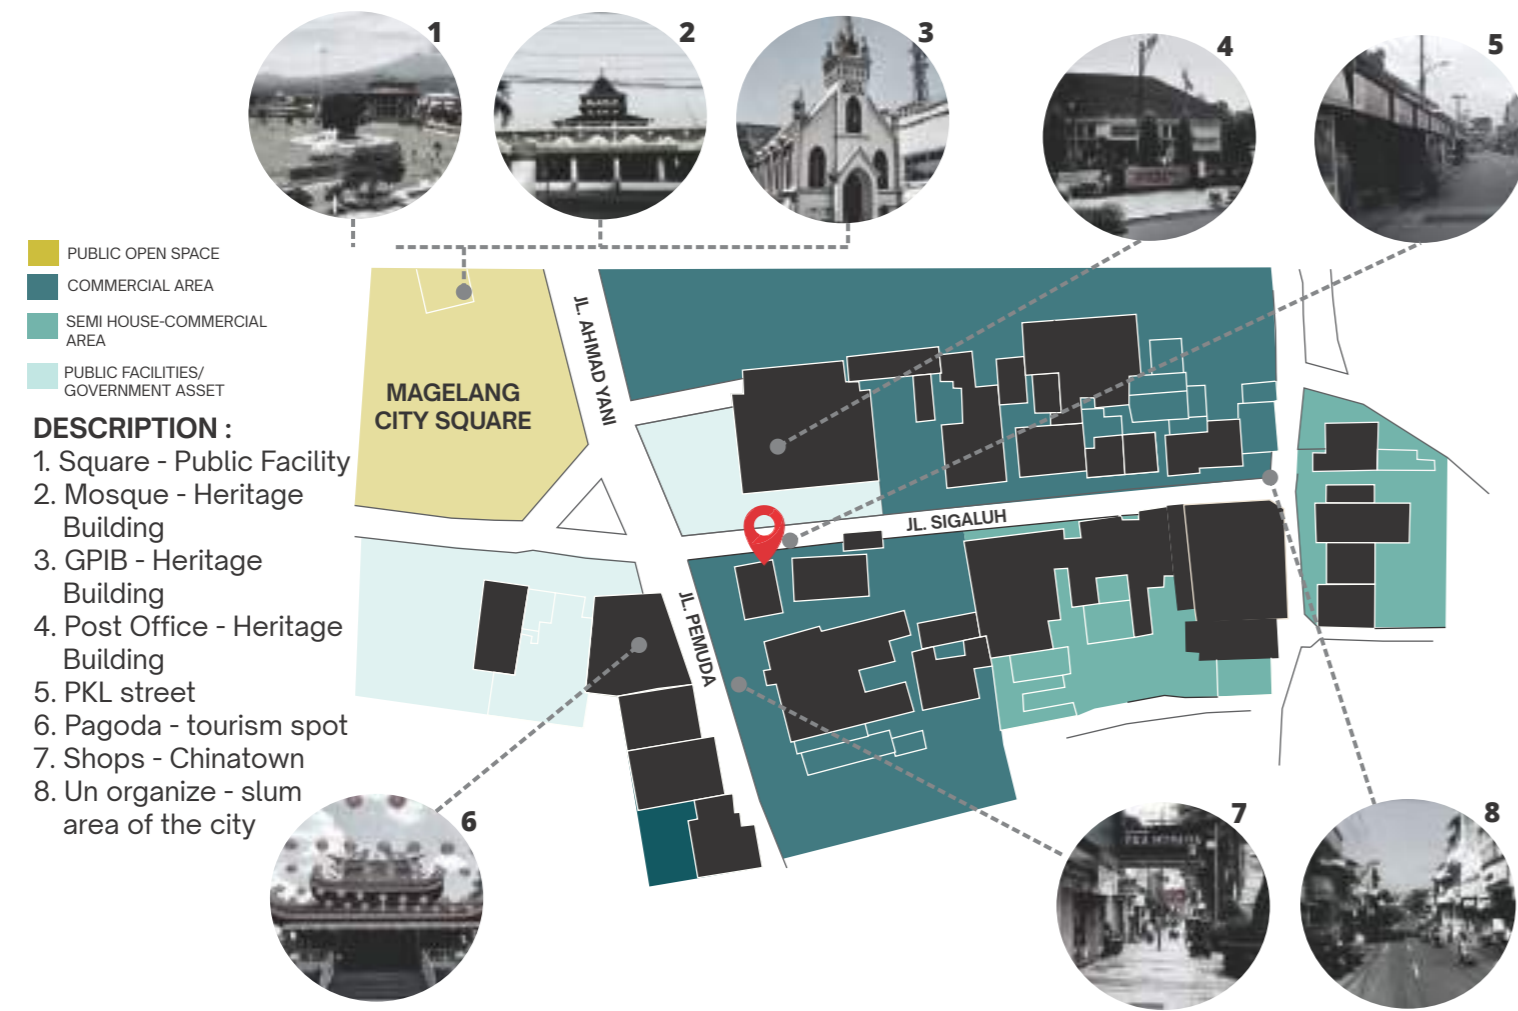 1
2
3
4
5
PUBLIC OPEN SPACE
COMMERCIAL AREA
SEMI HOUSE-COMMERCIAL
AREA
PUBLIC FACILITIES/
GOVERNMENT ASSET
DESCRIPTION :
1. Square - Public Facility
2. Mosque - Heritage
Building
3. GPIB - Heritage
Building
4. Post Office - Heritage
Building
5. PKL street
6. Pagoda - tourism spot
7. Shops - Chinatown
8. Un organize - slum
area of the city
MAGELANG
CITY SQUARE
JL. AHMAD YANI
JL. SIGALUH
JL. PEMUDA
6
7
8